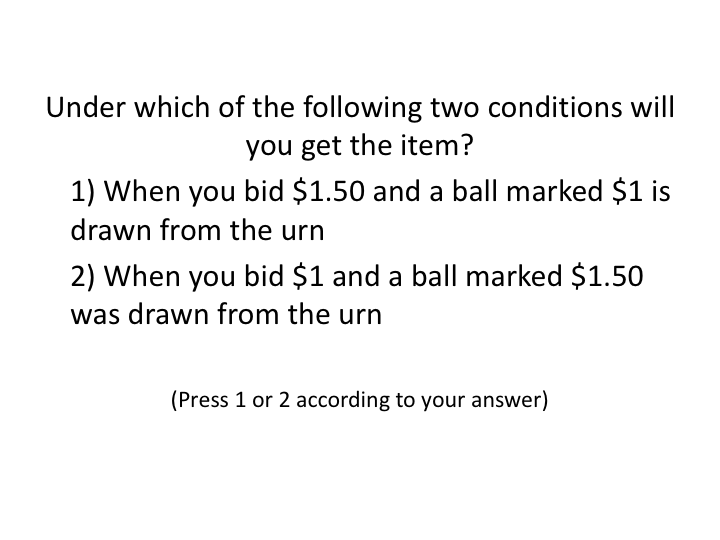 Under which of the following two conditions will
you get the item?
1) When you bid $1.50 and a ball marked $1 is
drawn from the urn
2) When you bid $1 and a ball marked $1.50
was drawn from the urn
(Press 1 or 2 according to your answer)